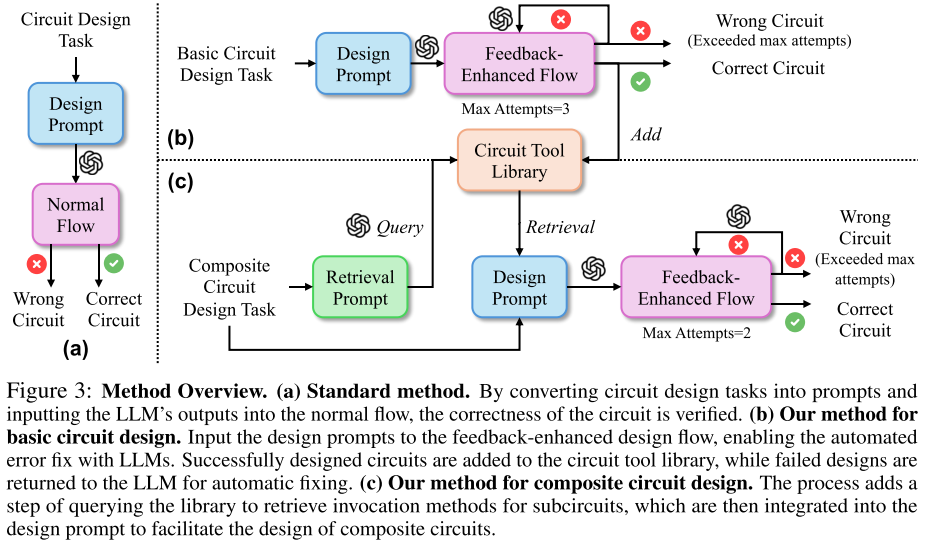 Circuit Design
Task
Design
Prompt
Normal
Flow
Wrong
Circuit
Correct
Circuit
(a)
Basic Circuit
Design Task
Design
Prompt
Feedback-
Enhanced Flow
Max Attempts=3
Wrong Circuit
(Exceeded max attempts)
Correct Circuit
(b)
Add
Circuit Tool
Library
(c)
Query
Retrieval
Composite
Circuit
Design Task
Retrieval
Prompt
Design
Prompt
Feedback-
Enhanced Flow
Max Attempts=2
Wrong
Circuit
(Exceeded max
attempts)
Correct
Circuit
Figure 3: Method Overview. (a) Standard method. By converting circuit design tasks into prompts and
inputting the LLM's outputs into the normal flow, the correctness of the circuit is verified. (b) Our method for
basic circuit design. Input the design prompts to the feedback-enhanced design flow, enabling the automated
error fix with LLMs. Successfully designed circuits are added to the circuit tool library, while failed designs are
returned to the LLM for automatic fixing. (c) Our method for composite circuit design. The process adds a
step of querying the library to retrieve invocation methods for subcircuits, which are then integrated into the
design prompt to facilitate the design of composite circuits.